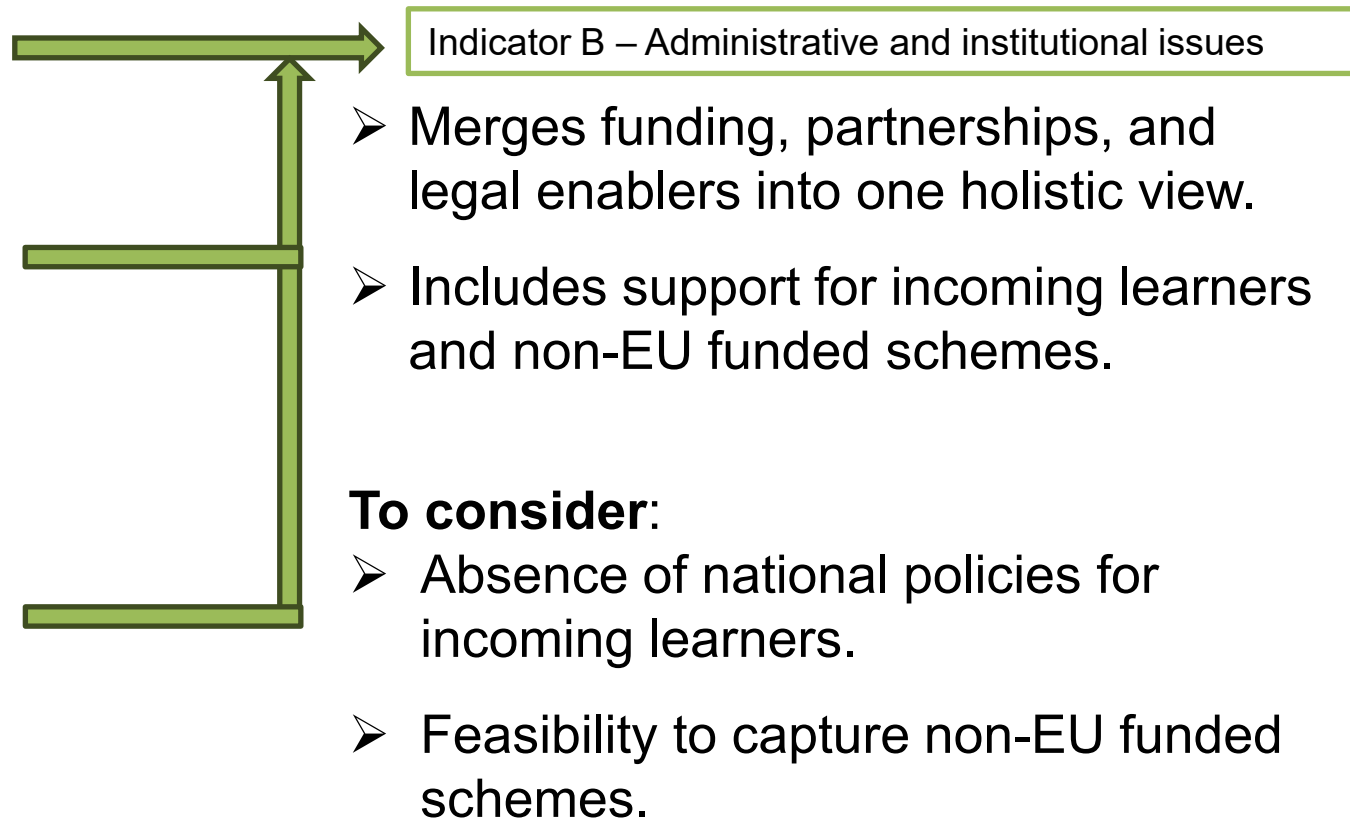 Indicator B – Administrative and institutional issues
➢ Merges funding, partnerships, and
legal enablers into one holistic view.
➢ Includes support for incoming learners
and non-EU funded schemes.
To consider:
➢ Absence of national policies for
incoming learners.
➢ Feasibility to capture non-EU funded
schemes.